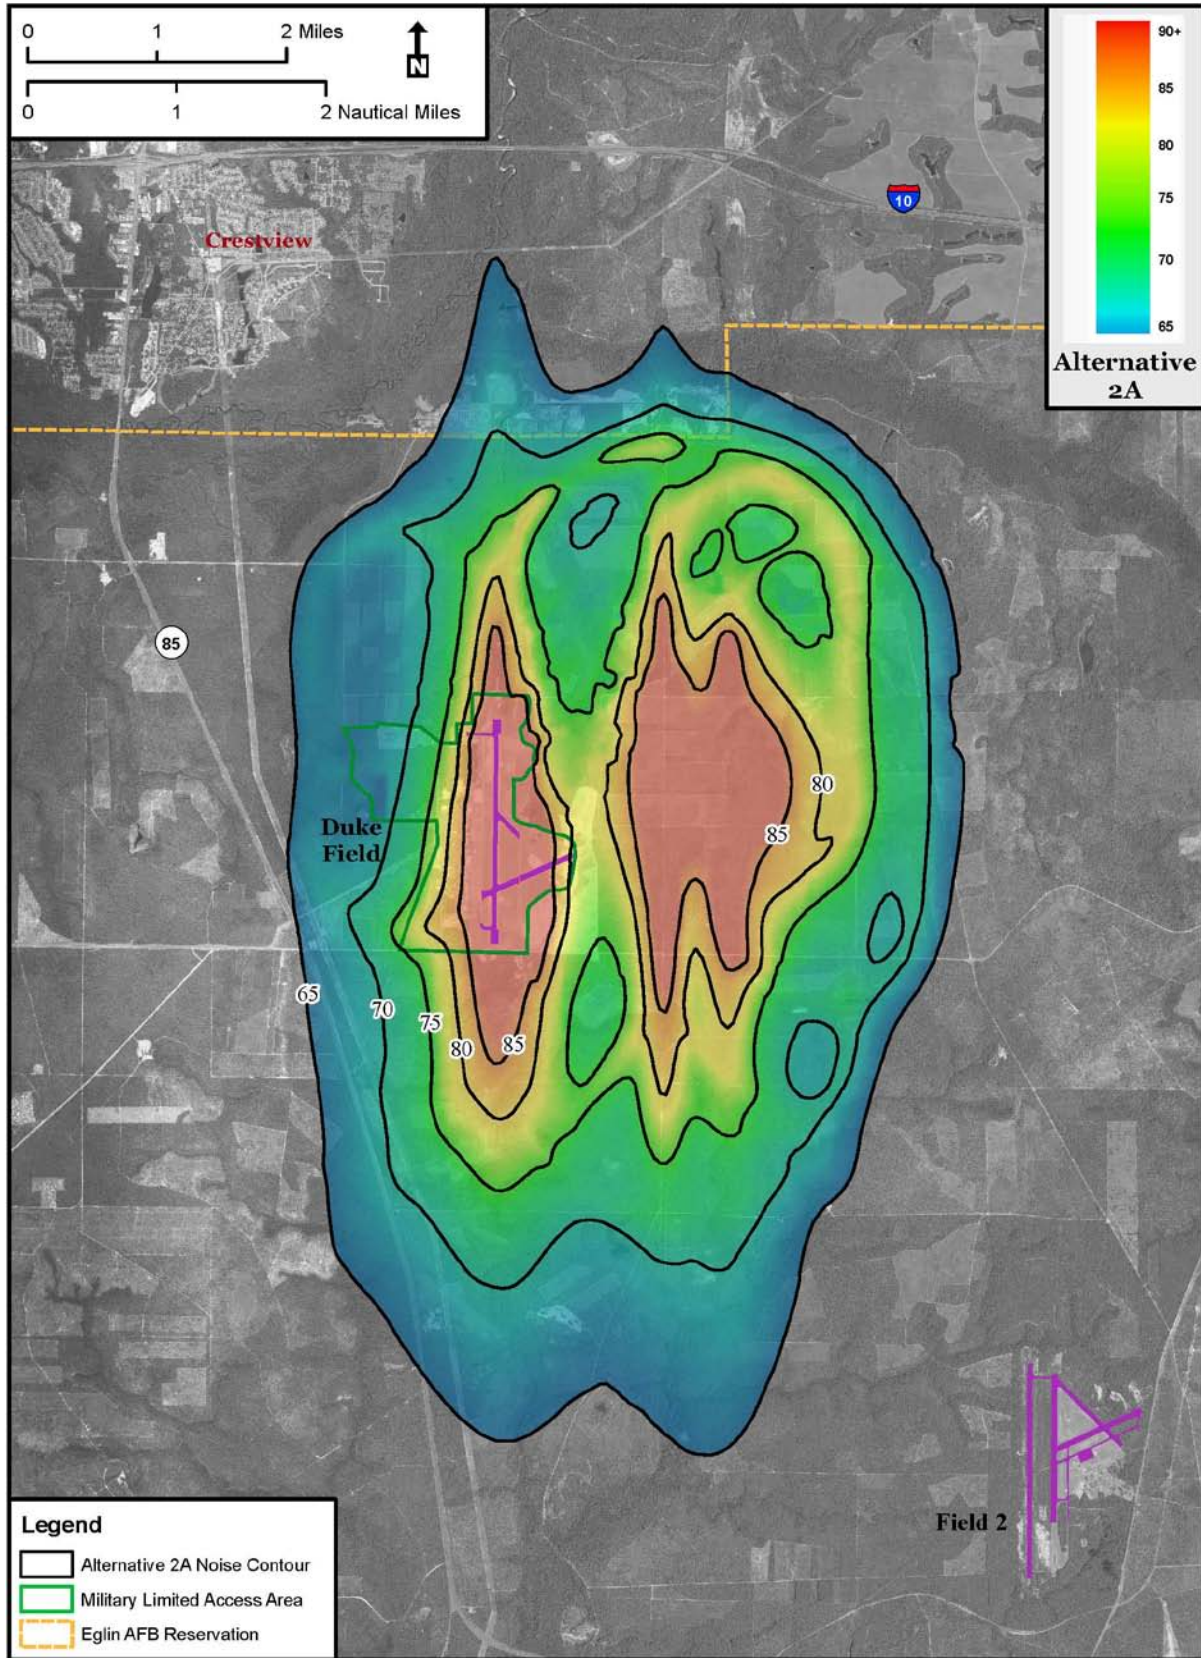 0 1 2 Miles
N
0 1 2 Nautical Miles
90+
85
80
75
70
65
Alternative
2A
10
Crestview
85
80
85
Duke
Field
65
70
75
80
85
Field 2
Legend
Alternative 2A Noise Contour
Military Limited Access Area
Eglin AFB Reservation